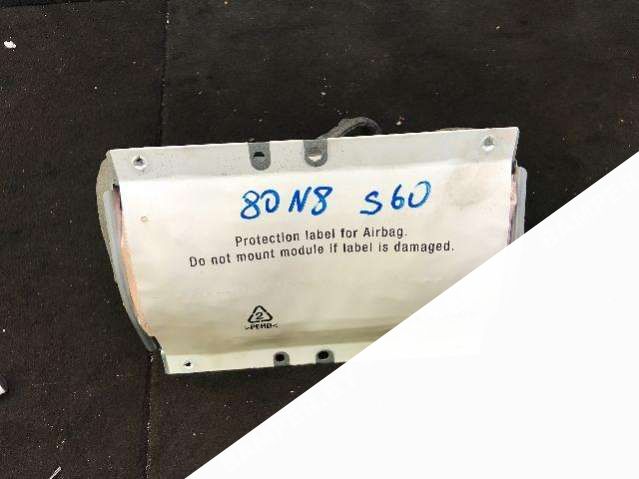 80N8 S60
Protection label for Airbag.
Do not mount module if label is damaged.
2
>PEHD<